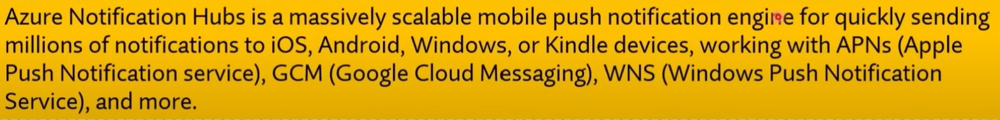 Azure Notification Hubs is a massively scalable mobile push notification engine for quickly sending
millions of notifications to iOS, Android, Windows, or Kindle devices, working with APNs (Apple
Push Notification service), GCM (Google Cloud Messaging), WNS (Windows Push Notification
Service), and more.